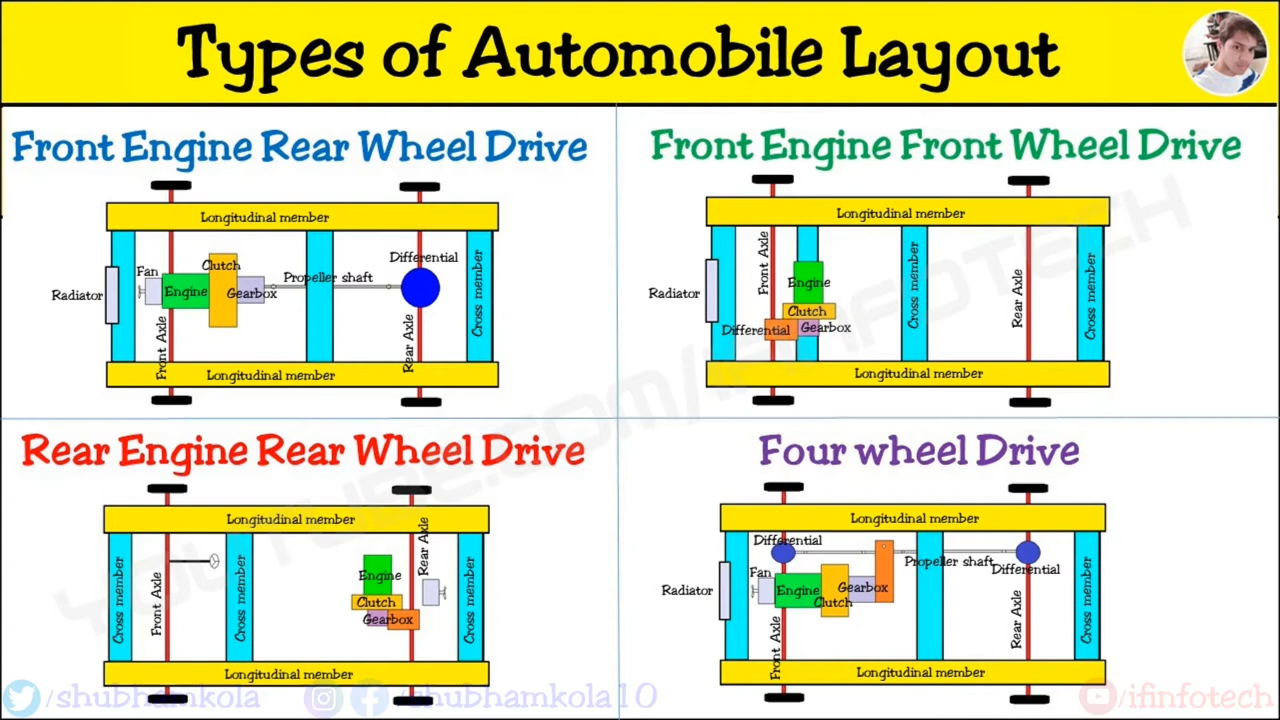 Types of Automobile Layout
Front Engine Rear Wheel Drive
Longitudinal member
Differential
Clutch
Fan
Propeller shaft
Radiator
Engine
Gearbox
Cross member
Front Axle
Rear Axle
Longitudinal member
Front Engine Front Wheel Drive
Longitudinal member
Front Axle
Cross member
Rear Axle
Cross member
Radiator
Engine
Clutch
Differential
Gearbox
Longitudinal member
Rear Engine Rear Wheel Drive
Longitudinal member
Rear Axle
Cross member
Front Axle
Cross member
Engine
Clutch
Gearbox
Cross member
Longitudinal member
Four wheel Drive
Longitudinal member
Differential
Propeller shaft
Differential
Fan
Radiator
Engine
Gearbox
Clutch
Front Axle
Rear Axle
Cross member
Longitudinal member
YOUTUBE.COM/IFINFOTECH
/shubhamkola
/shubhamkola10
/ifinfotech